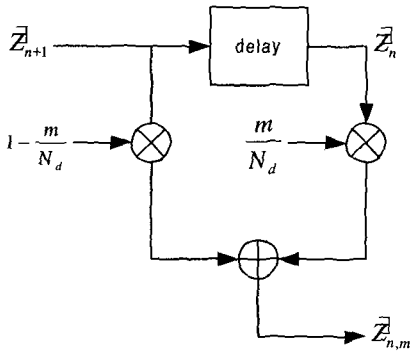 Z̄_{n+1}
delay
Z̄_n
1 - m/N_d
m/N_d
Z̄_{n,m}